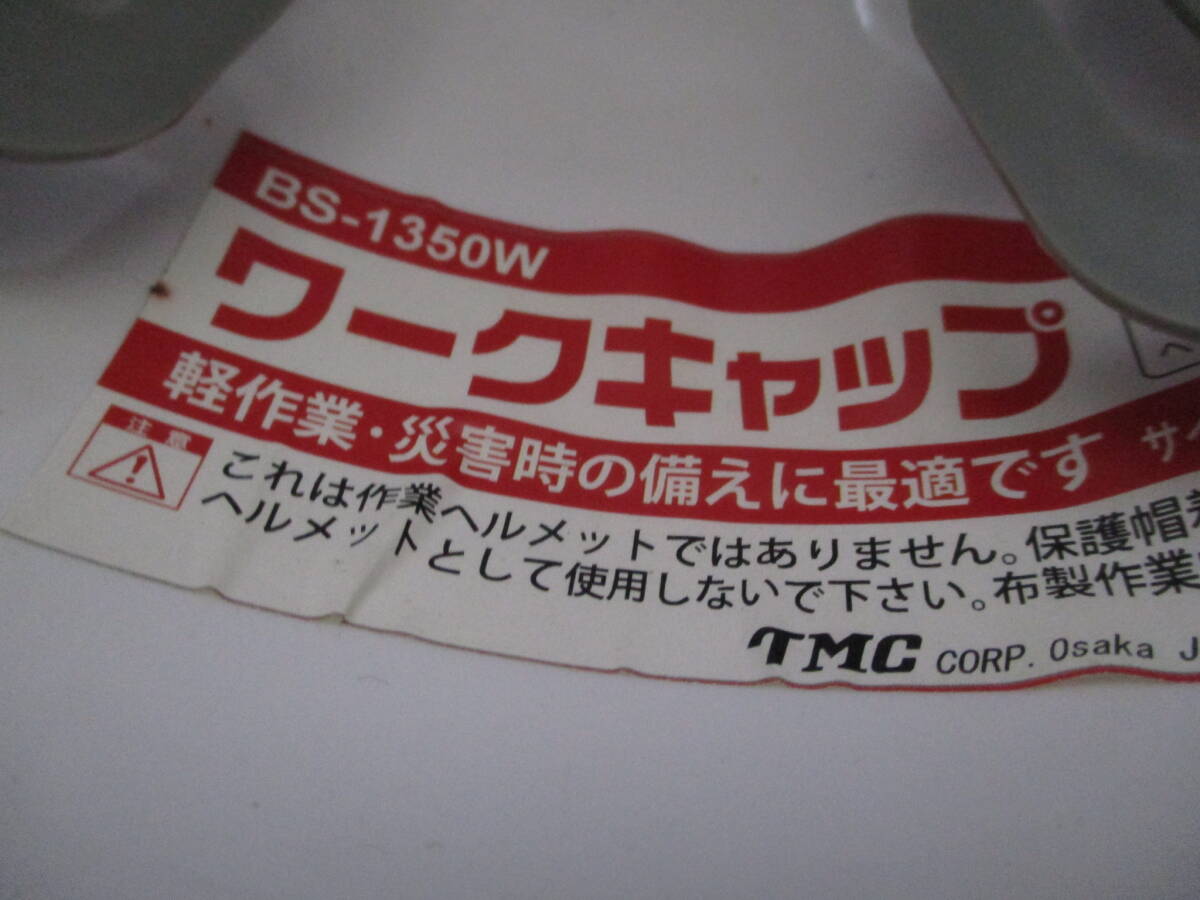 BS-1350W
ワークキャップ
軽作業・災害時の備えに最適です サイ
注意
これは作業ヘルメットではありません。保護帽
ヘルメットとして使用しないで下さい。布製作業
TMC CORP. Osaka J